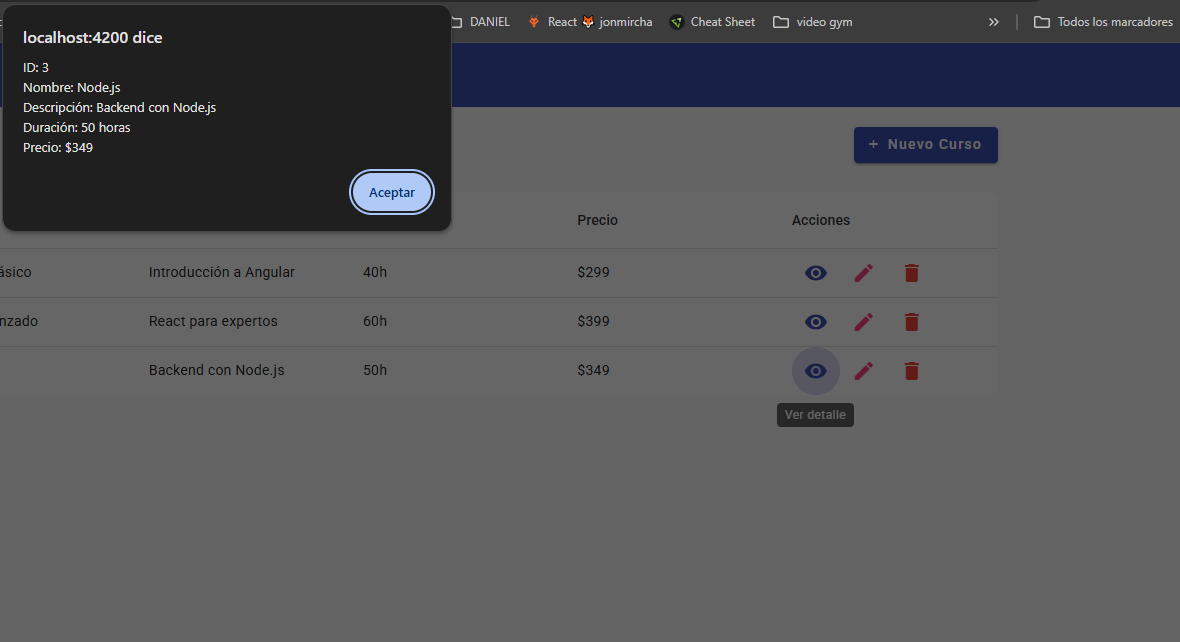 DANIEL
React
jonmircha
Cheat Sheet
video gym
»
Todos los marcadores
localhost:4200 dice
ID: 3
Nombre: Node.js
Descripción: Backend con Node.js
Duración: 50 horas
Precio: $349
Aceptar
+ Nuevo Curso
Precio
Acciones
ásico
Introducción a Angular
40h
$299
nzado
React para expertos
60h
$399
Backend con Node.js
50h
$349
Ver detalle